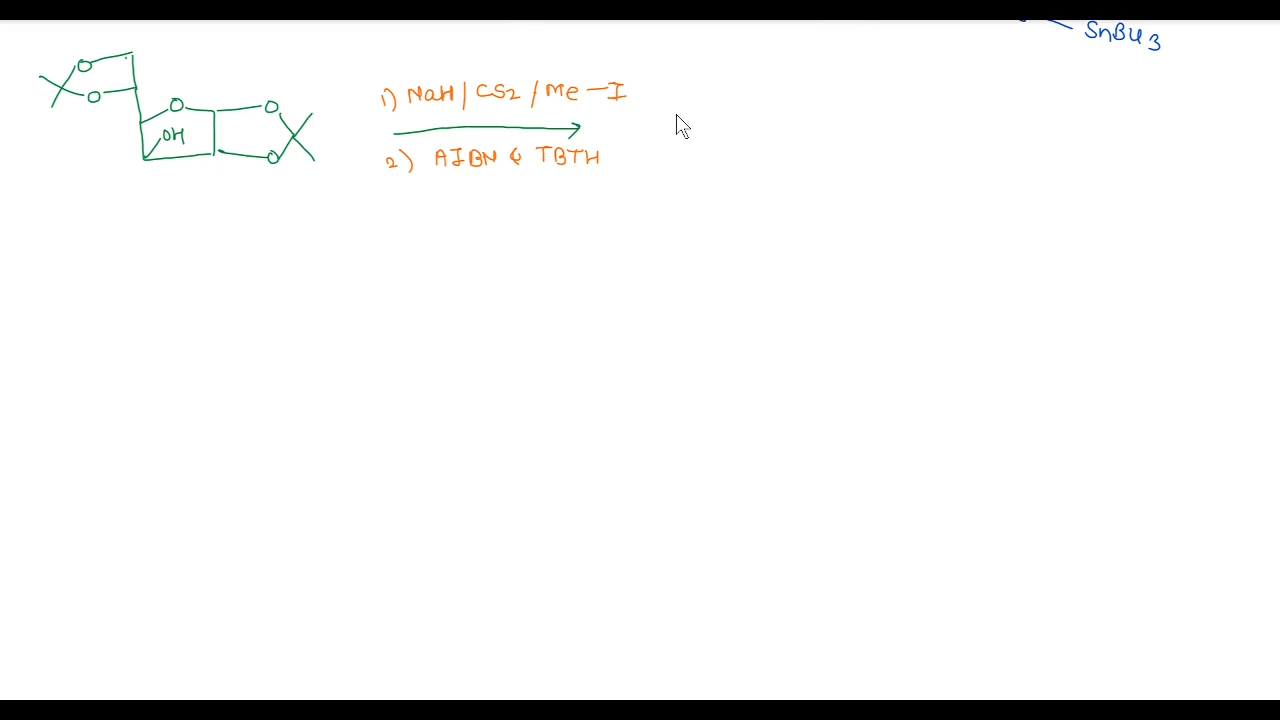 SnBu3
O
O
O
O
OH
O
1) NaH / CS2 / Me-I
2) AIBN & TBTH